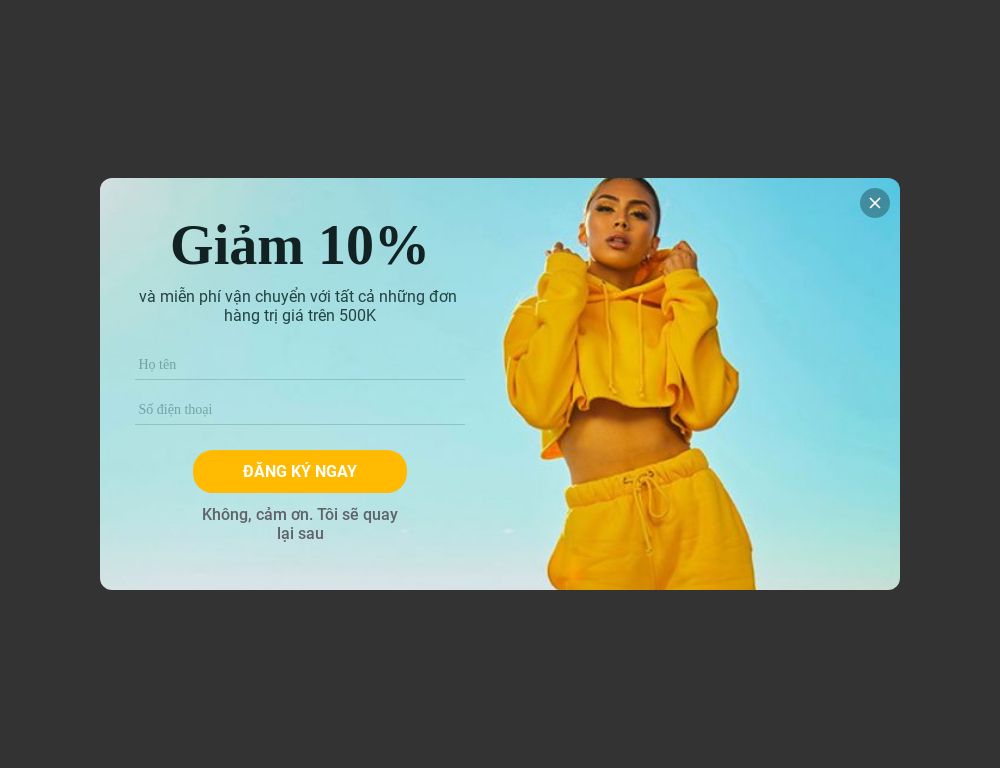 Giảm 10%
và miễn phí vận chuyển với tất cả những đơn
hàng trị giá trên 500K
Họ tên
Số điện thoại
ĐĂNG KÝ NGAY
Không, cảm ơn. Tôi sẽ quay
lại sau